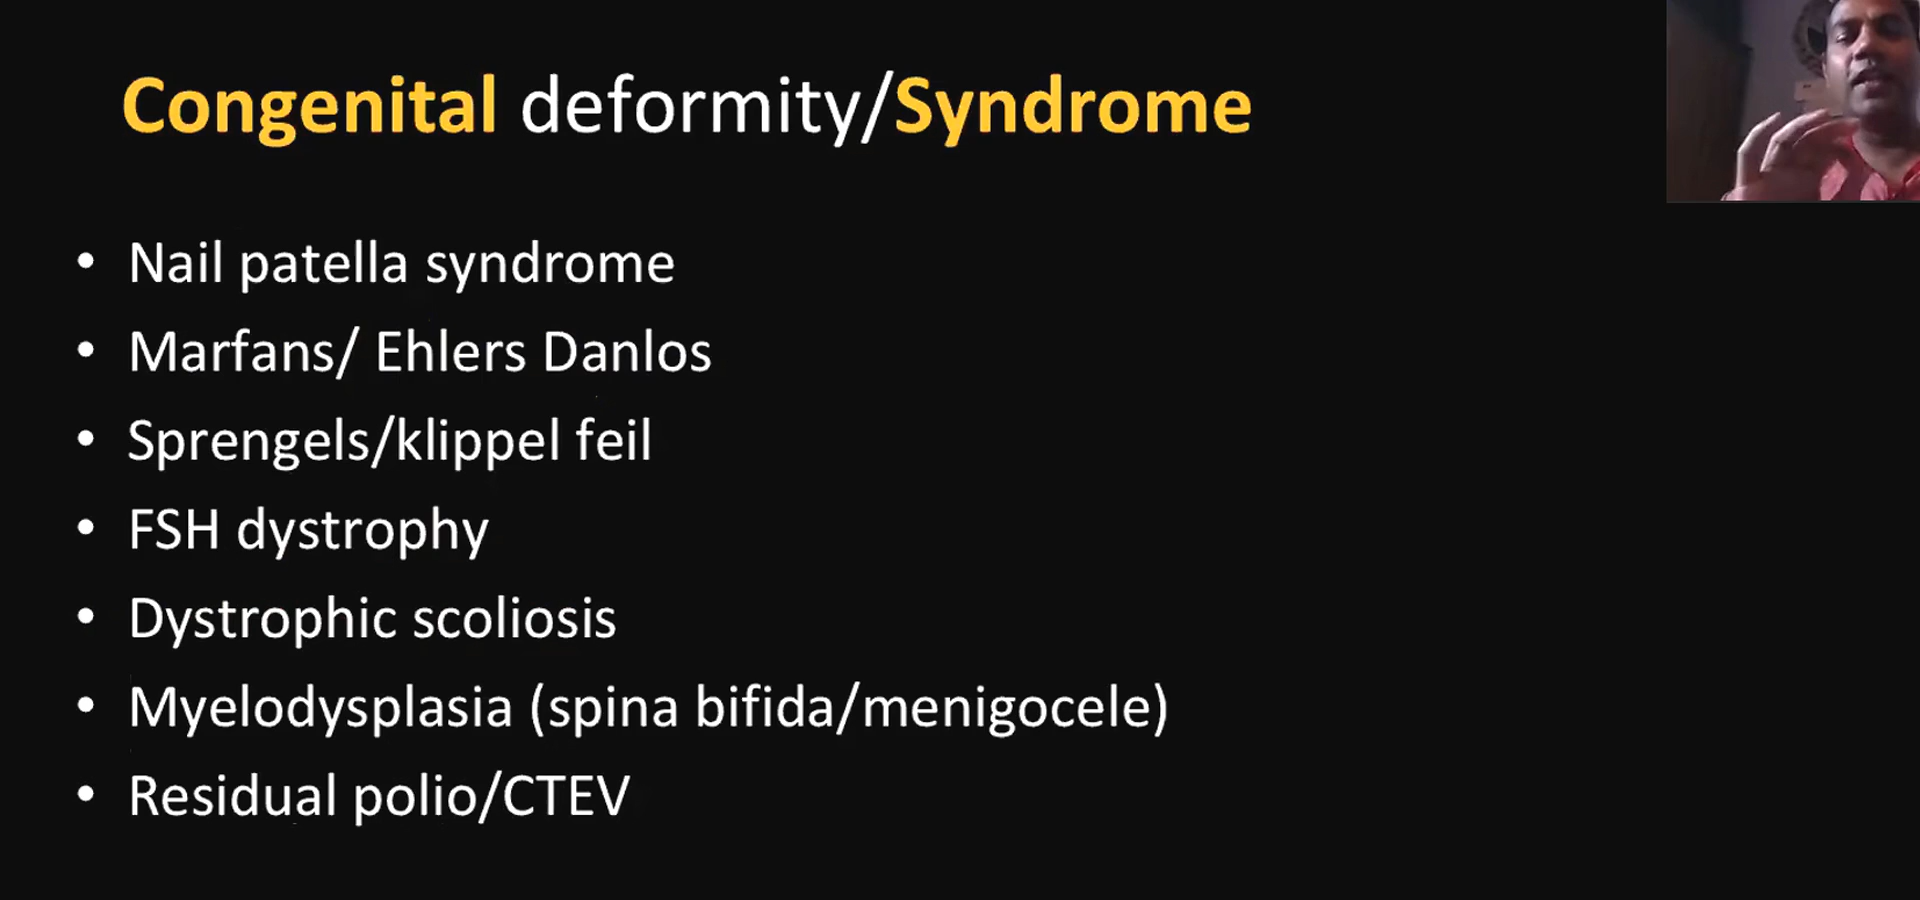 Congenital deformity/Syndrome
• Nail patella syndrome
• Marfans/ Ehlers Danlos
• Sprengels/klippel feil
• FSH dystrophy
• Dystrophic scoliosis
• Myelodysplasia (spina bifida/menigocele)
• Residual polio/CTEV